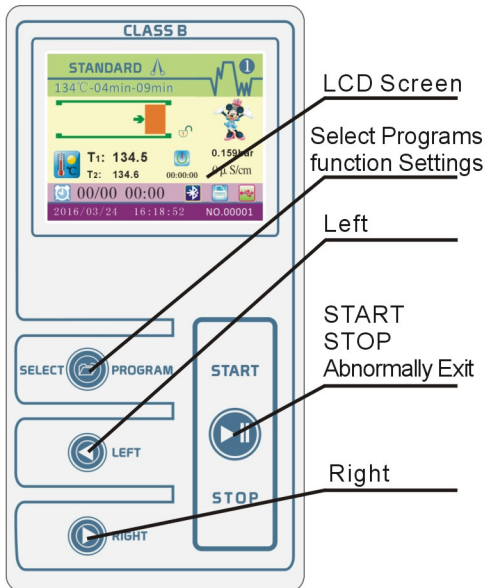 CLASS B
STANDARD
1
134℃-04min-09min
T1: 134.5
0.159bar
T2: 134.6
00:00:00
0μ S/cm
00/00 00:00
2016/03/24 16:18:52 NO.00001
LCD Screen
Select Programs
function Settings
Left
START
STOP
Abnormally Exit
Right
SELECT
PROGRAM
LEFT
RIGHT
START
STOP